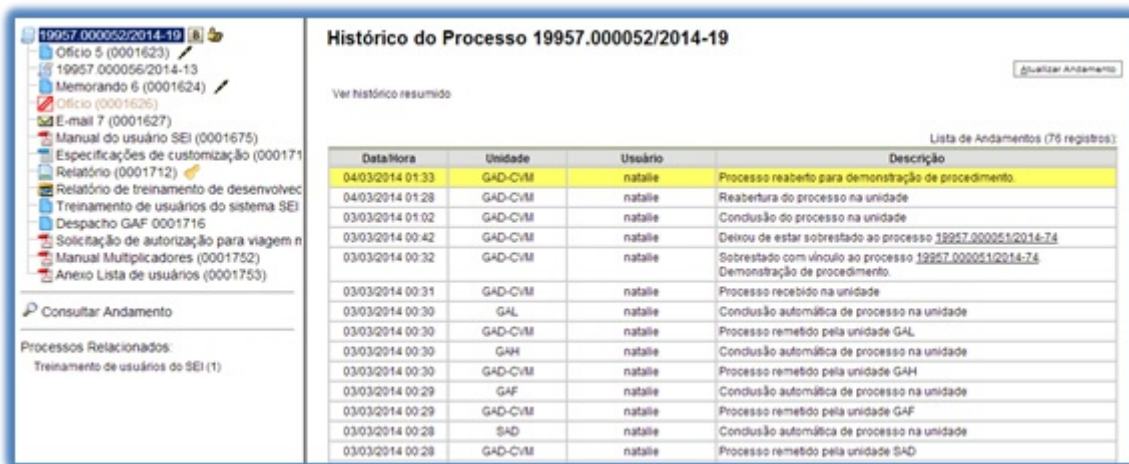 19957.000052/2014-19
Ofício 5 (0001623)
19957.000056/2014-13
Memorando 6 (0001624)
Ofício (0001626)
E-mail 7 (0001627)
Manual do usuário SEI (0001675)
Especificações de customização (000171
Relatório (0001712)
Relatório de treinamento de desenvolvec
Treinamento de usuários do sistema SEI
Despacho GAF 0001716
Solicitação de autorização para viagem n
Manual Multiplicadores (0001752)
Anexo Lista de usuários (0001753)
Consultar Andamento
Processos Relacionados:
Treinamento de usuários do SEI (1)
Histórico do Processo 19957.000052/2014-19
Atualizar Andamento
Ver histórico resumido
Lista de Andamentos (76 registros):
Data/Hora Unidade Usuário Descrição
04/03/2014 01:33 GAD-CVM natalie Processo reaberto para demonstração de procedimento.
04/03/2014 01:28 GAD-CVM natalie Reabertura do processo na unidade
03/03/2014 01:02 GAD-CVM natalie Conclusão do processo na unidade
03/03/2014 00:42 GAD-CVM natalie Deixou de estar sobrestado ao processo 19957.000051/2014-74
03/03/2014 00:32 GAD-CVM natalie Sobrestado com vínculo ao processo 19957.000051/2014-74.
Demonstração de procedimento.
03/03/2014 00:31 GAD-CVM natalie Processo recebido na unidade
03/03/2014 00:30 GAL natalie Conclusão automática de processo na unidade
03/03/2014 00:30 GAD-CVM natalie Processo remetido pela unidade GAL
03/03/2014 00:30 GAH natalie Conclusão automática de processo na unidade
03/03/2014 00:30 GAD-CVM natalie Processo remetido pela unidade GAH
03/03/2014 00:29 GAF natalie Conclusão automática de processo na unidade
03/03/2014 00:29 GAD-CVM natalie Processo remetido pela unidade GAF
03/03/2014 00:28 SAD natalie Conclusão automática de processo na unidade
03/03/2014 00:28 GAD-CVM natalie Processo remetido pela unidade SAD